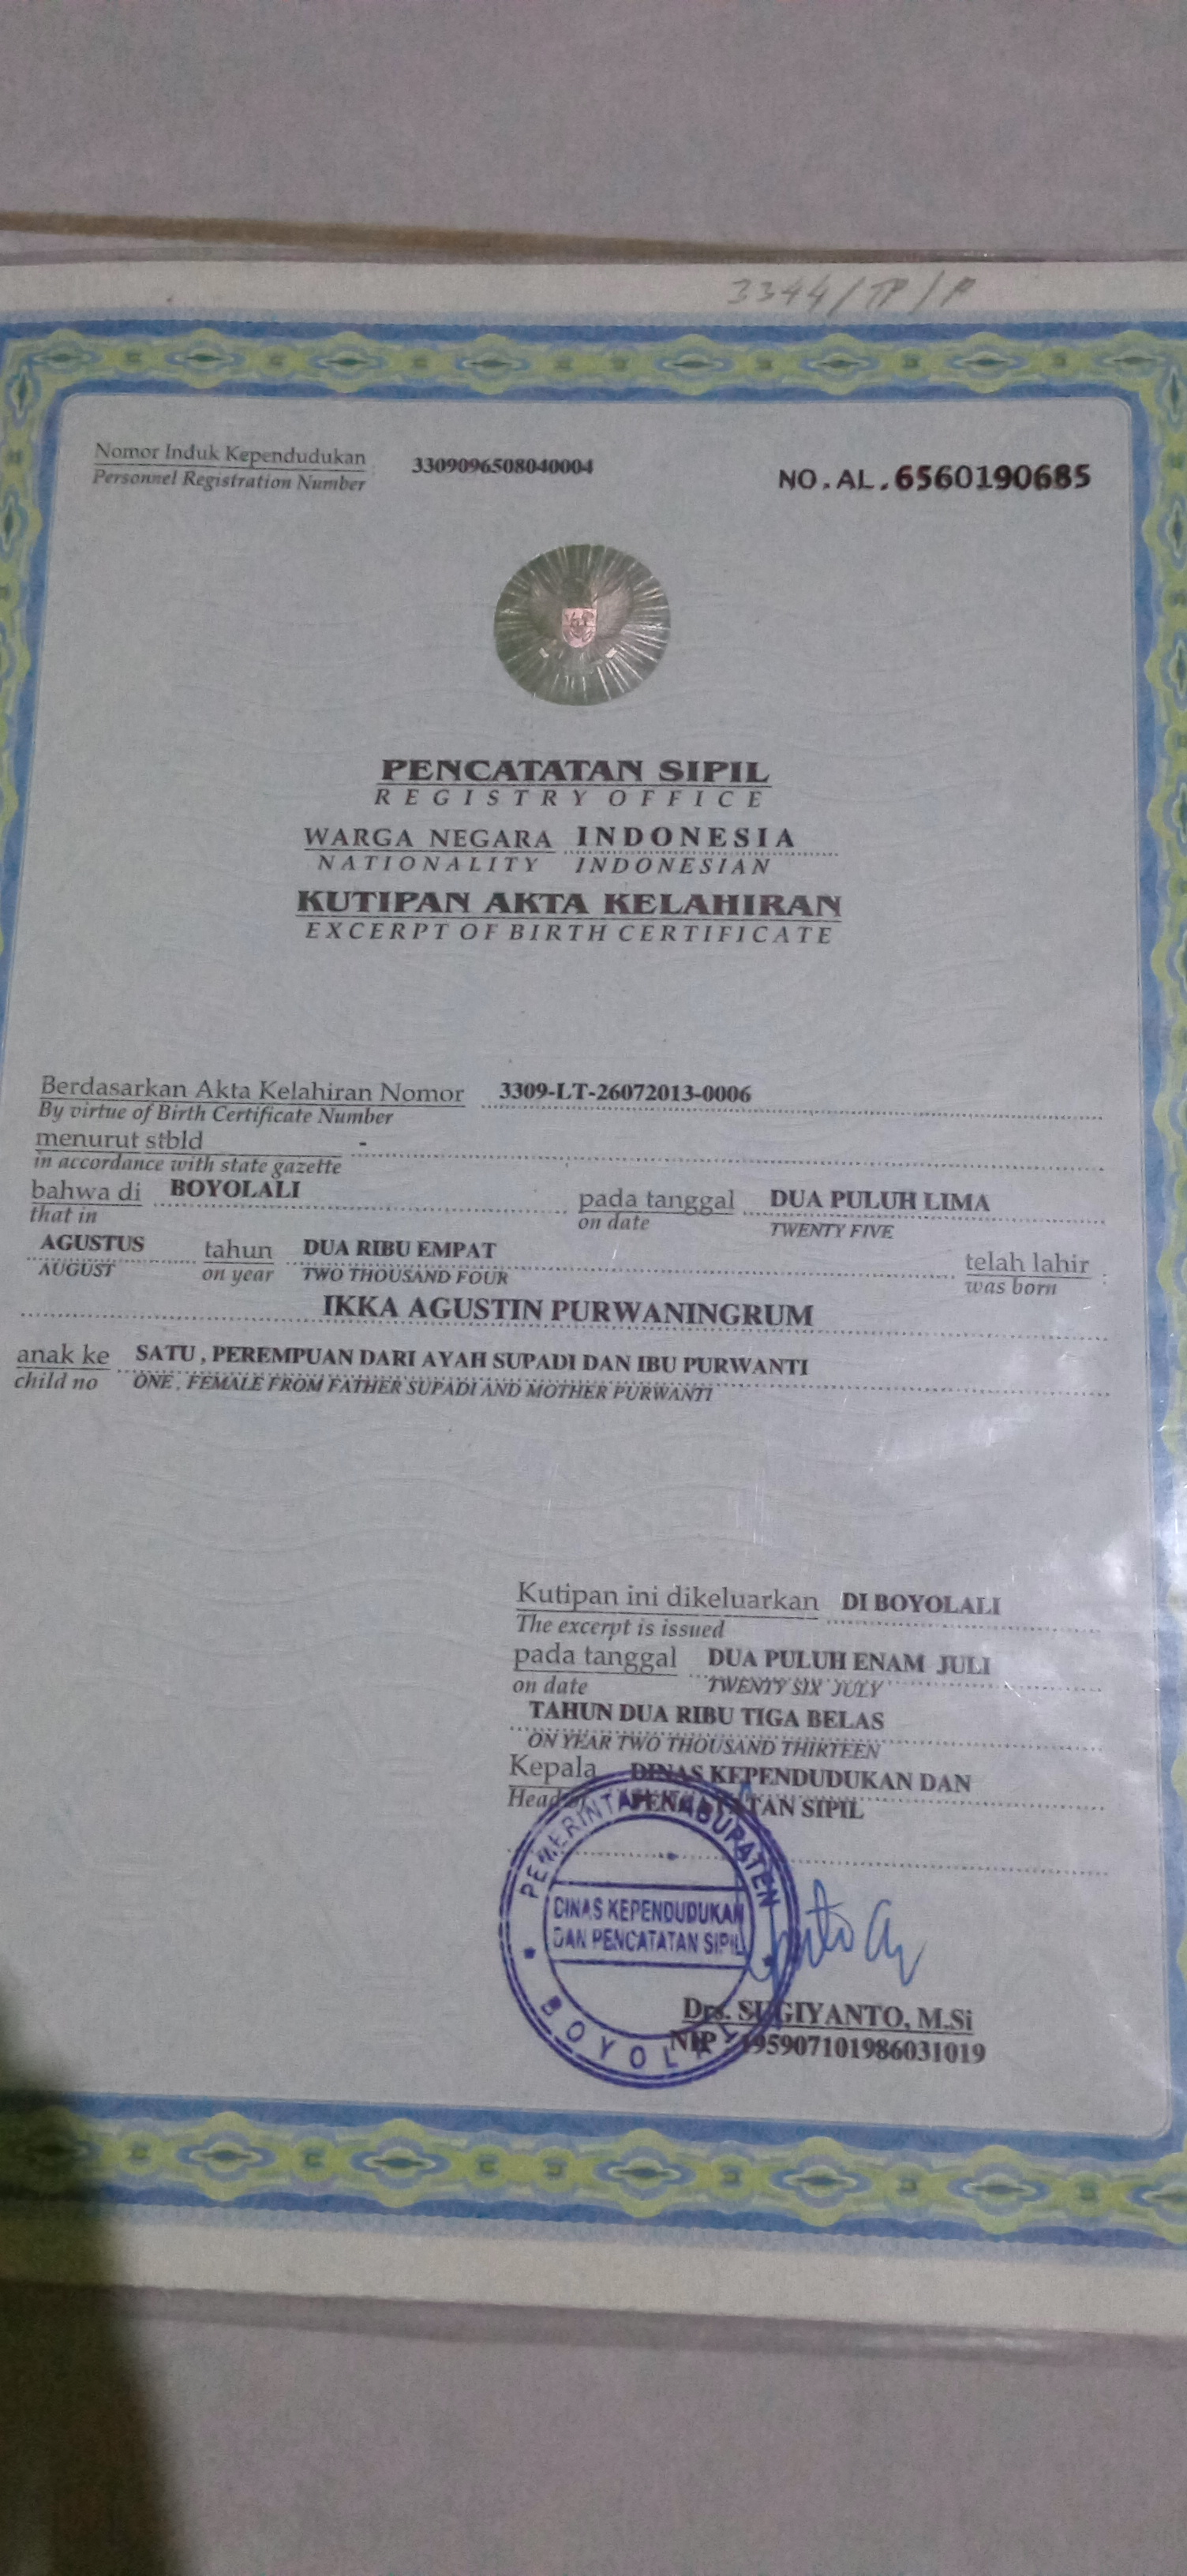 3344/TP/P
Nomor Induk Kependudukan 3309096508040004 NO.AL.6560190685
Personnel Registration Number
PENCATATAN SIPIL
REGISTRY OFFICE
WARGA NEGARA INDONESIA
NATIONALITY INDONESIAN
KUTIPAN AKTA KELAHIRAN
EXCERPT OF BIRTH CERTIFICATE
Berdasarkan Akta Kelahiran Nomor 3309-LT-26072013-0006
By virtue of Birth Certificate Number
menurut stbld -
in accordance with state gazette
bahwa di BOYOLALI pada tanggal DUA PULUH LIMA
that in on date TWENTY FIVE
AGUSTUS tahun DUA RIBU EMPAT telah lahir :
AUGUST on year TWO THOUSAND FOUR was born
IKKA AGUSTIN PURWANINGRUM
anak ke SATU , PEREMPUAN DARI AYAH SUPADI DAN IBU PURWANTI
child no ONE , FEMALE FROM FATHER SUPADI AND MOTHER PURWANTI
Kutipan ini dikeluarkan DI BOYOLALI
The excerpt is issued
pada tanggal DUA PULUH ENAM JULI
on date TWENTY SIX JULY
TAHUN DUA RIBU TIGA BELAS
ON YEAR TWO THOUSAND THIRTEEN
Kepala DINAS KEPENDUDUKAN DAN
Head of PENCATATAN SIPIL
PEMERINTAH KABUPATEN
DINAS KEPENDUDUKAN
DAN PENCATATAN SIPIL
BOYOLALI
Drs. SUGIYANTO, M.Si
NIP . 195907101986031019